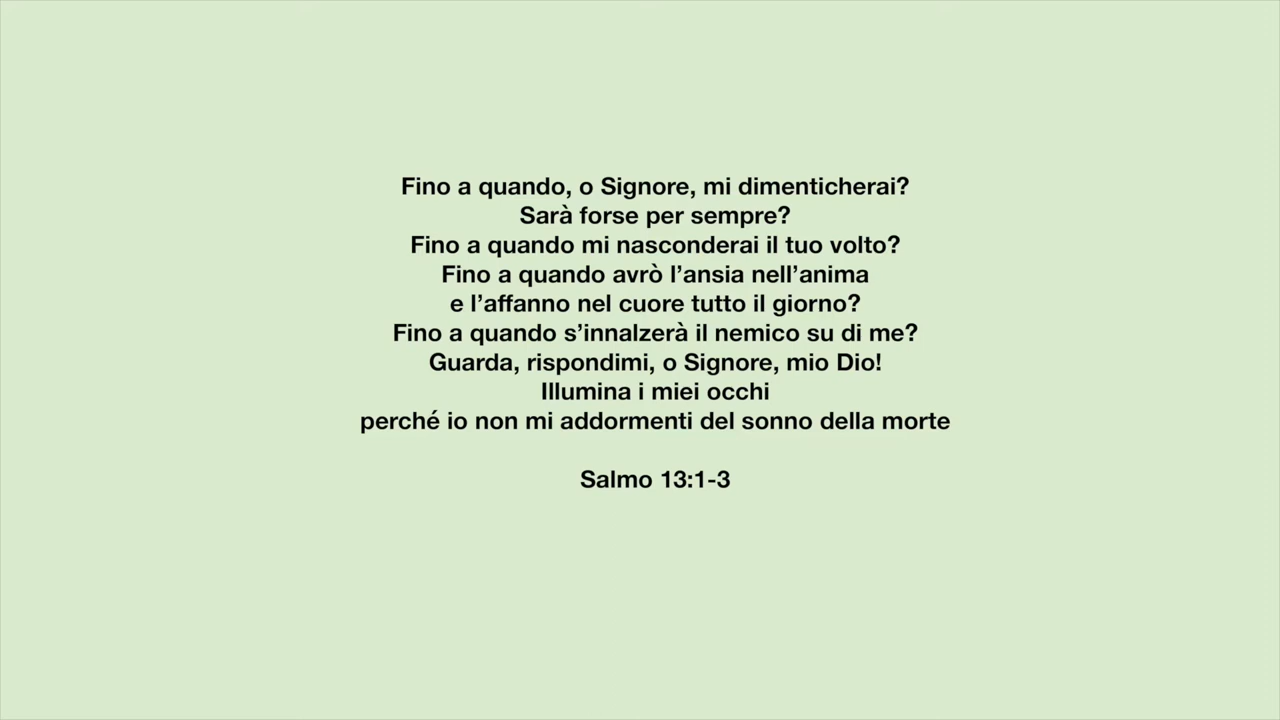 Fino a quando, o Signore, mi dimenticherai?
Sarà forse per sempre?
Fino a quando mi nasconderai il tuo volto?
Fino a quando avrò l’ansia nell’anima
e l’affanno nel cuore tutto il giorno?
Fino a quando s’innalzerà il nemico su di me?
Guarda, rispondimi, o Signore, mio Dio!
Illumina i miei occhi
perché io non mi addormenti del sonno della morte
Salmo 13:1-3